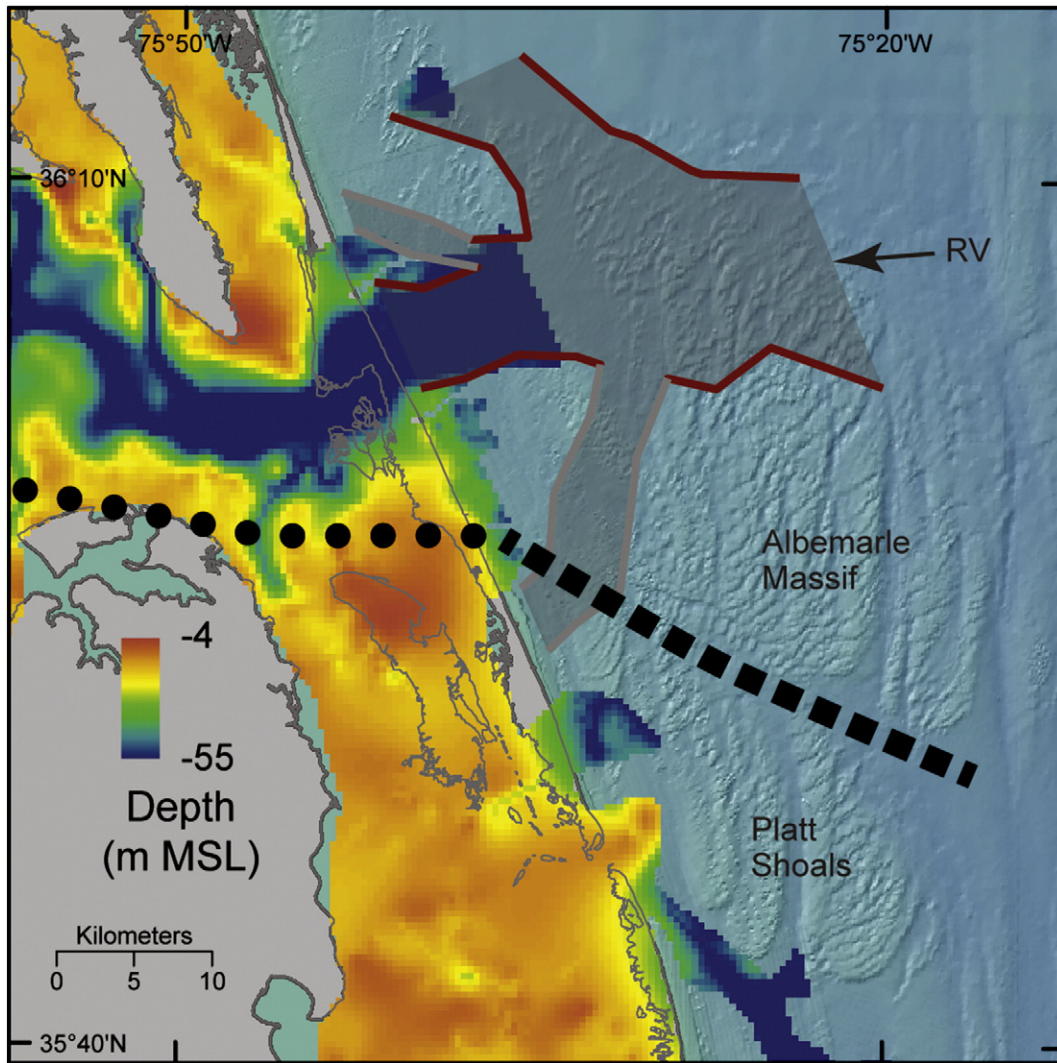 75°50'W
75°20'W
36°10'N
RV
Albemarle
Massif
-4
-55
Depth
(m MSL)
Platt
Shoals
Kilometers
0 5 10
35°40'N